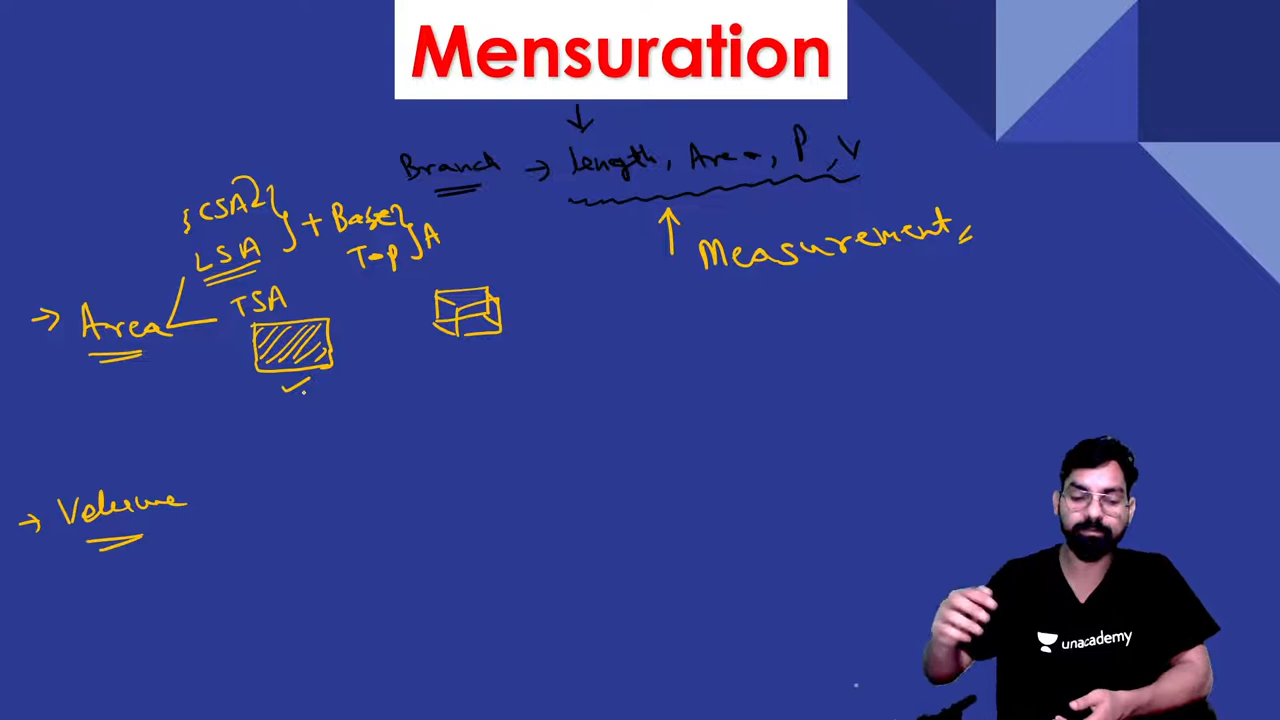 Mensuration
Branch → length, Area, P, V
Measurement
{CSA}
LSA } + Base Top } A
TSA
→ Area
→ Volume
unacademy